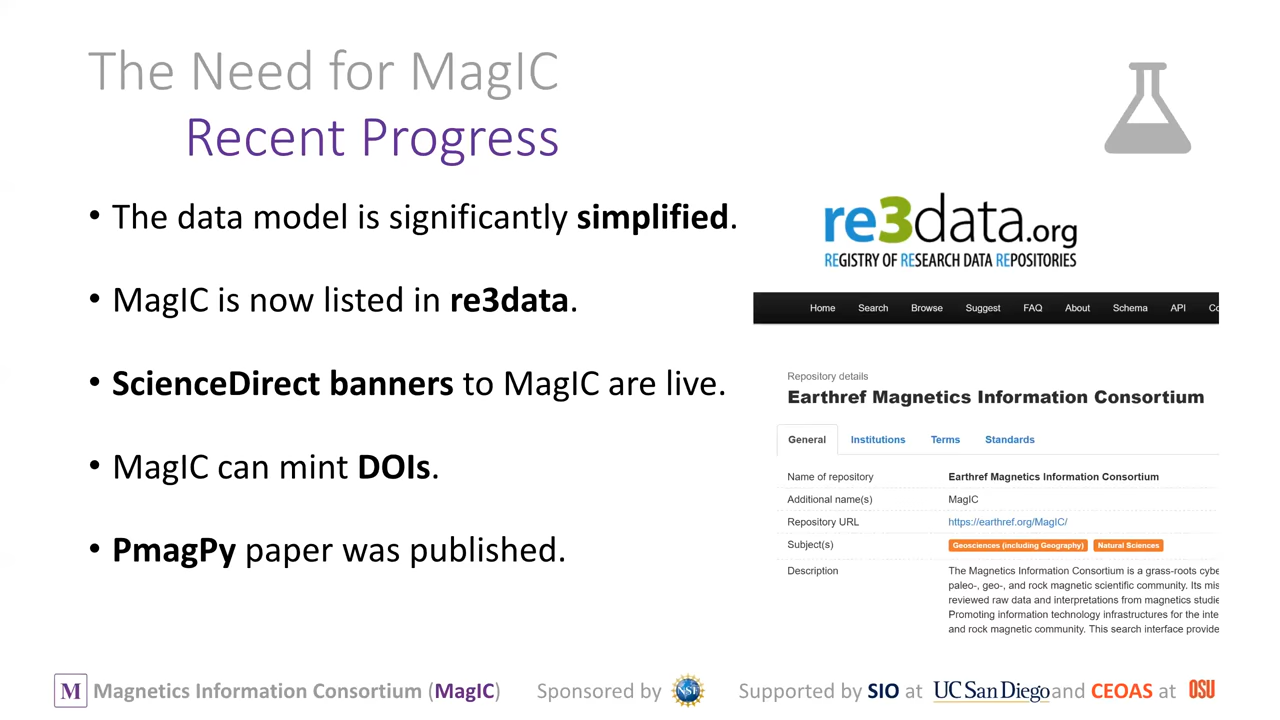 The Need for MagIC
Recent Progress
• The data model is significantly simplified.
• MagIC is now listed in re3data.
• ScienceDirect banners to MagIC are live.
• MagIC can mint DOIs.
• PmagPy paper was published.
re3data.org
REGISTRY OF RESEARCH DATA REPOSITORIES
Home Search Browse Suggest FAQ About Schema API
Repository details
Earthref Magnetics Information Consortium
General Institutions Terms Standards
Name of repository Earthref Magnetics Information Consortium
Additional name(s) MagIC
Repository URL https://earthref.org/MagIC/
Subject(s) Geosciences (including Geography) Natural Sciences
Description The Magnetics Information Consortium is a grass-roots cybe
paleo-, geo-, and rock magnetic scientific community. Its mis
reviewed raw data and interpretations from magnetics studie
Promoting information technology infrastructures for the inte
and rock magnetic community. This search interface provide
M Magnetics Information Consortium (MagIC) Sponsored by NSF Supported by SIO at UC San Diego and CEOAS at OSU